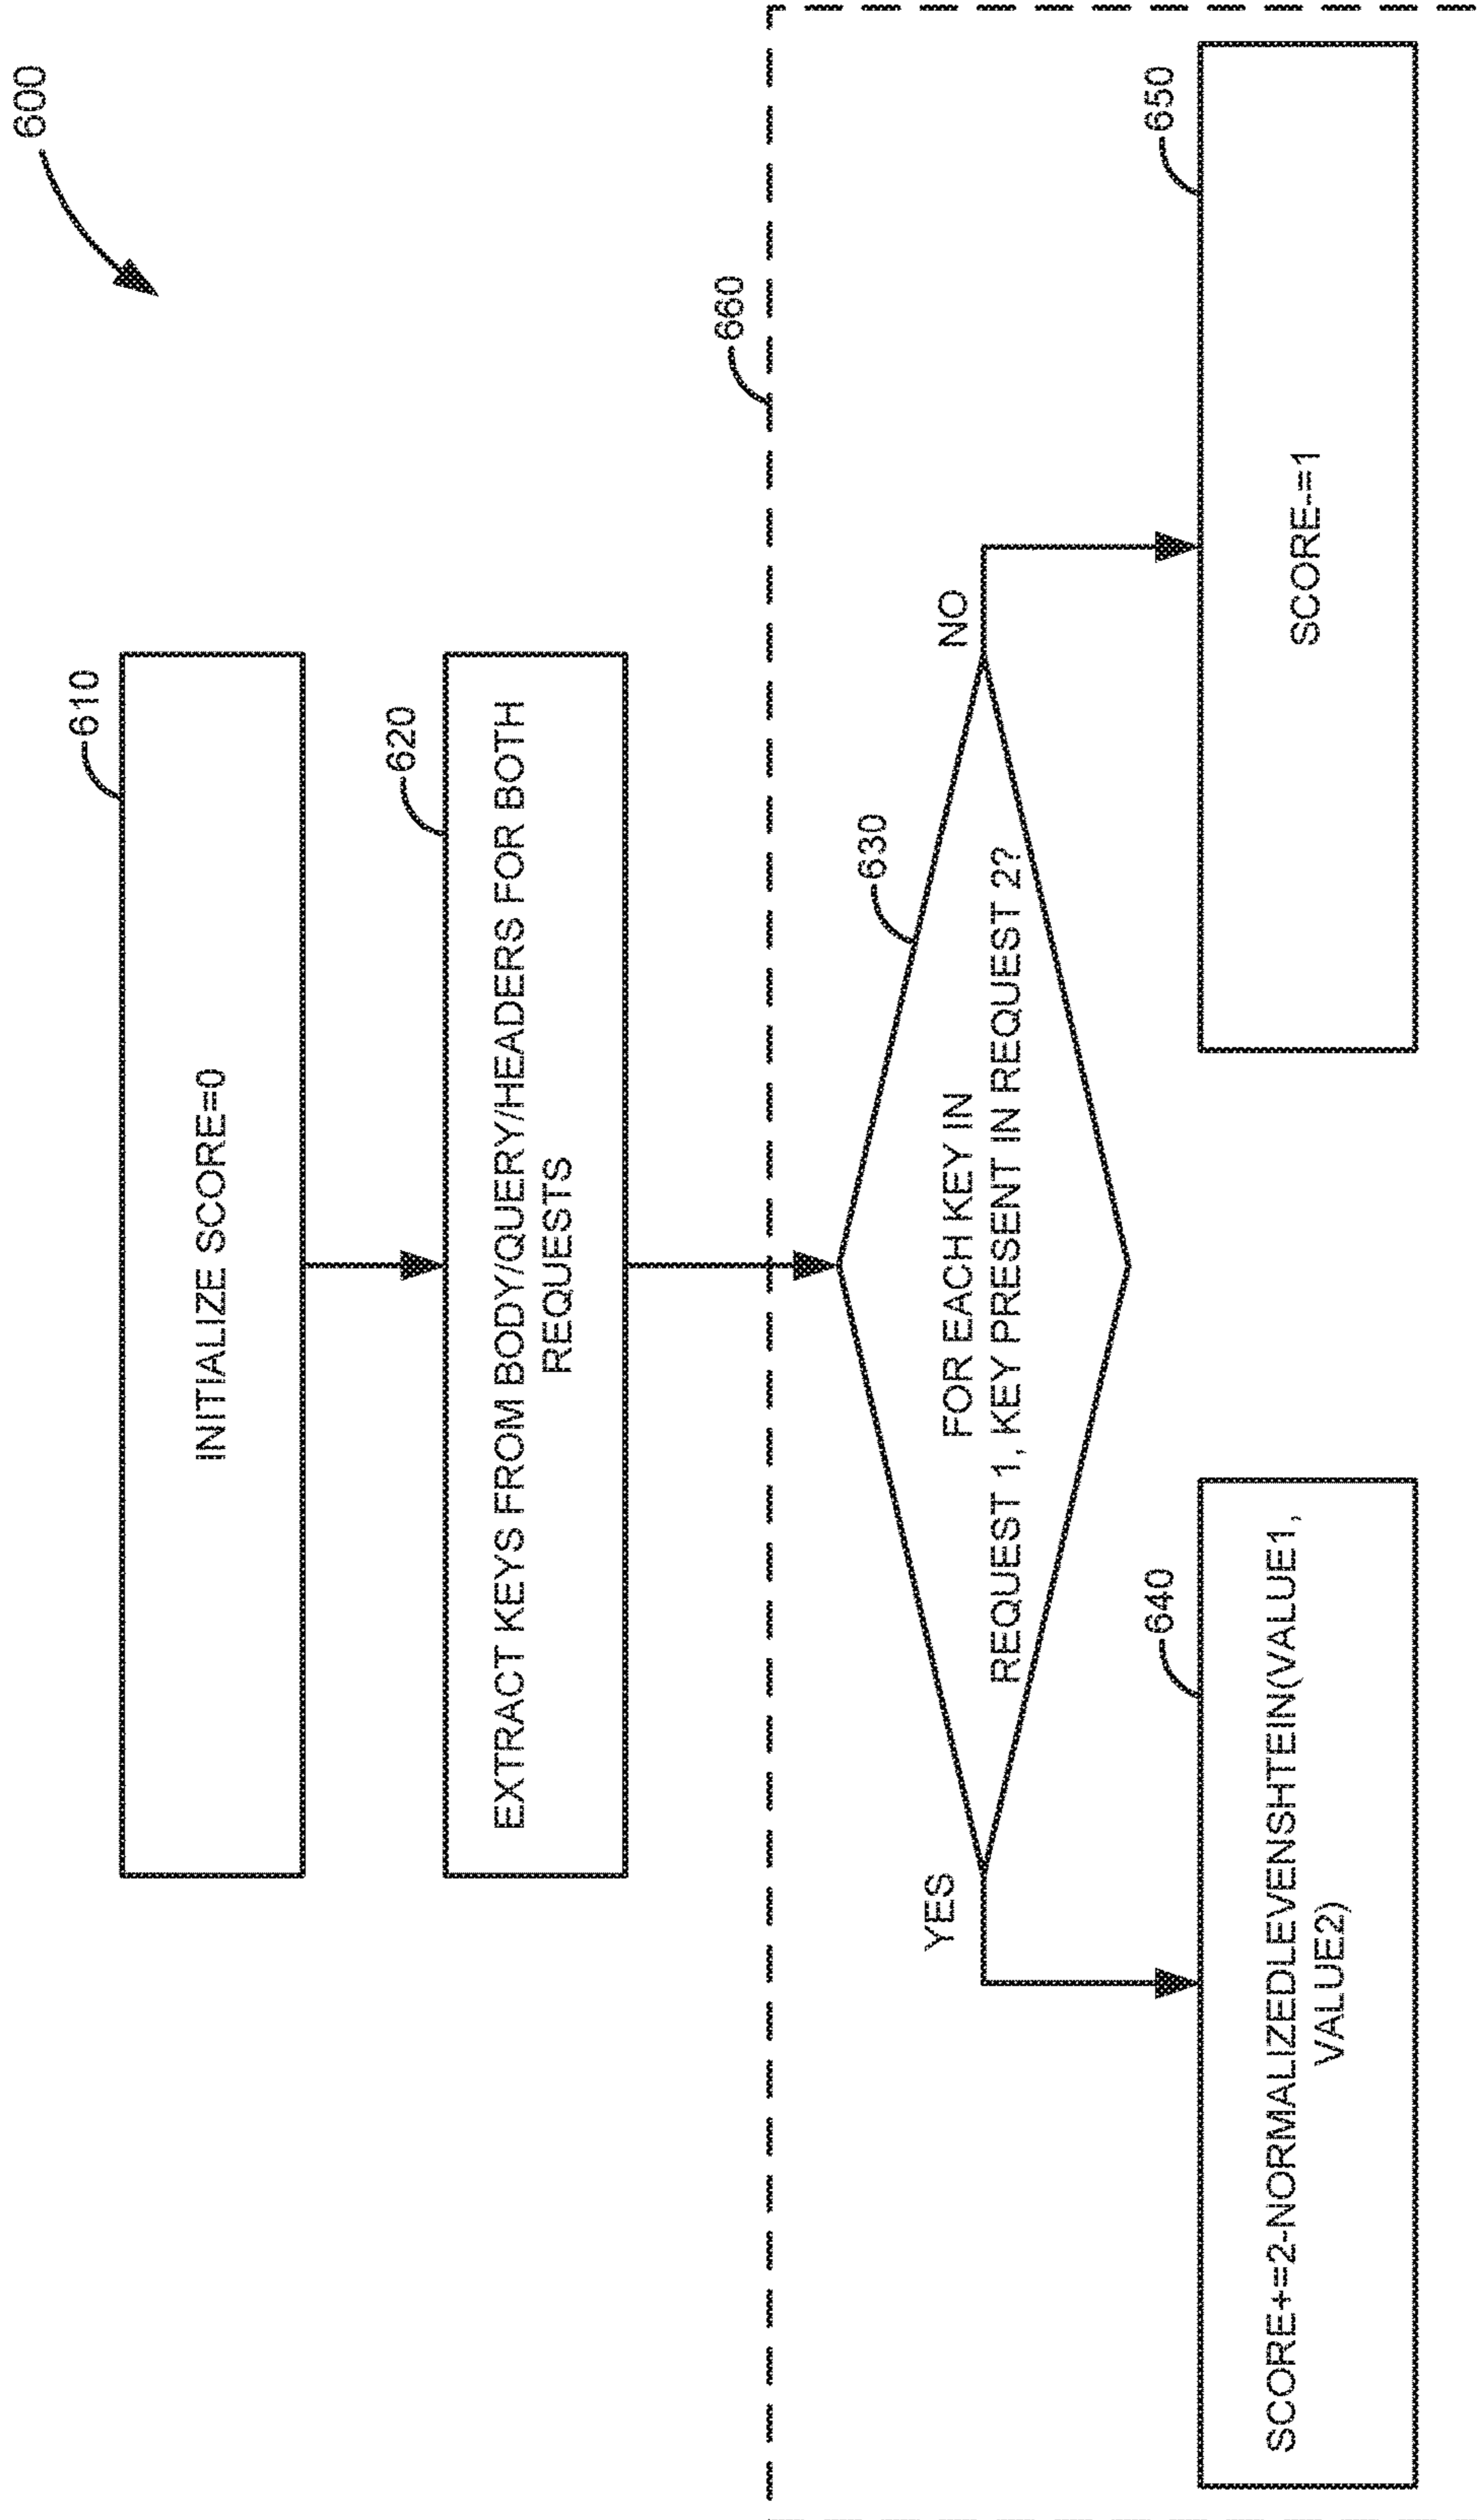 600
610
INITIALIZE SCORE=0
620
EXTRACT KEYS FROM BODY/QUERY/HEADERS FOR BOTH
REQUESTS
660
630
FOR EACH KEY IN
REQUEST 1, KEY PRESENT IN REQUEST 2?
YES
NO
640
SCORE+=2-NORMALIZEDLEVENSHTEIN(VALUE1,
VALUE2)
650
SCORE-=1